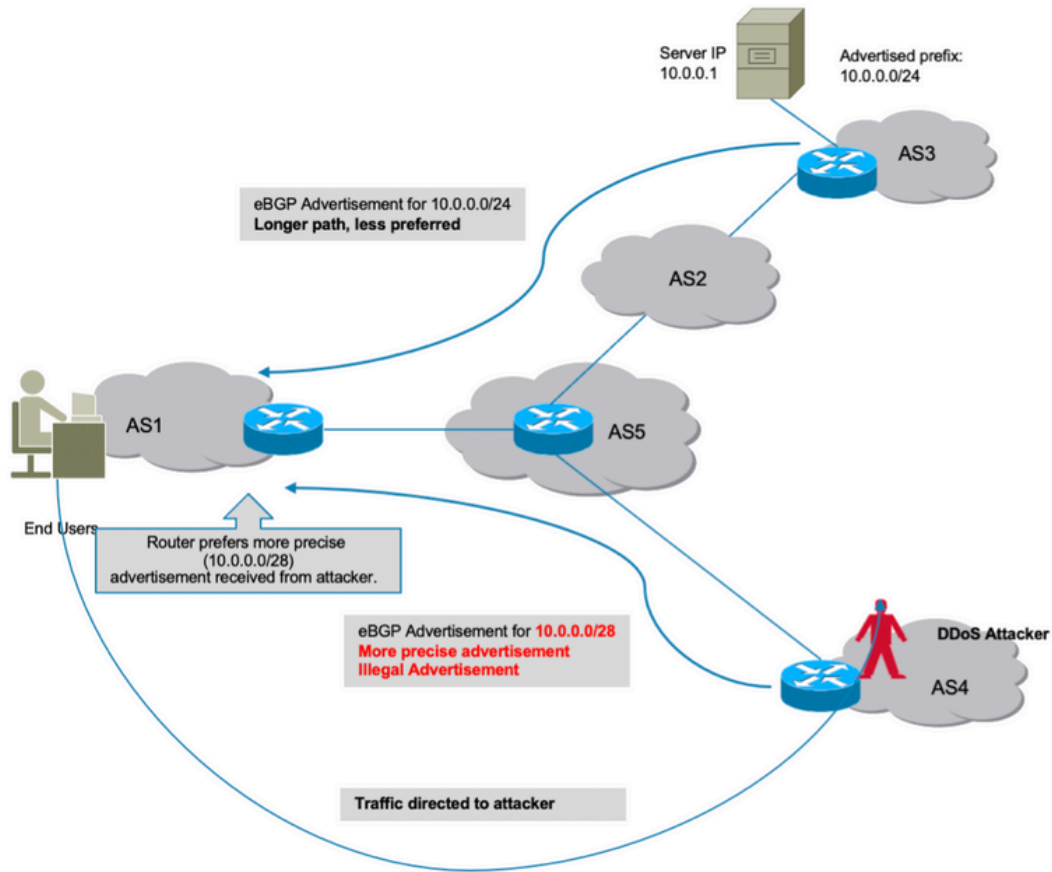 Server IP
10.0.0.1
Advertised prefix:
10.0.0.0/24
AS3
eBGP Advertisement for 10.0.0.0/24
Longer path, less preferred
AS2
AS1
AS5
End Users
Router prefers more precise
(10.0.0.0/28)
advertisement received from attacker.
eBGP Advertisement for 10.0.0.0/28
More precise advertisement
Illegal Advertisement
DDoS Attacker
AS4
Traffic directed to attacker